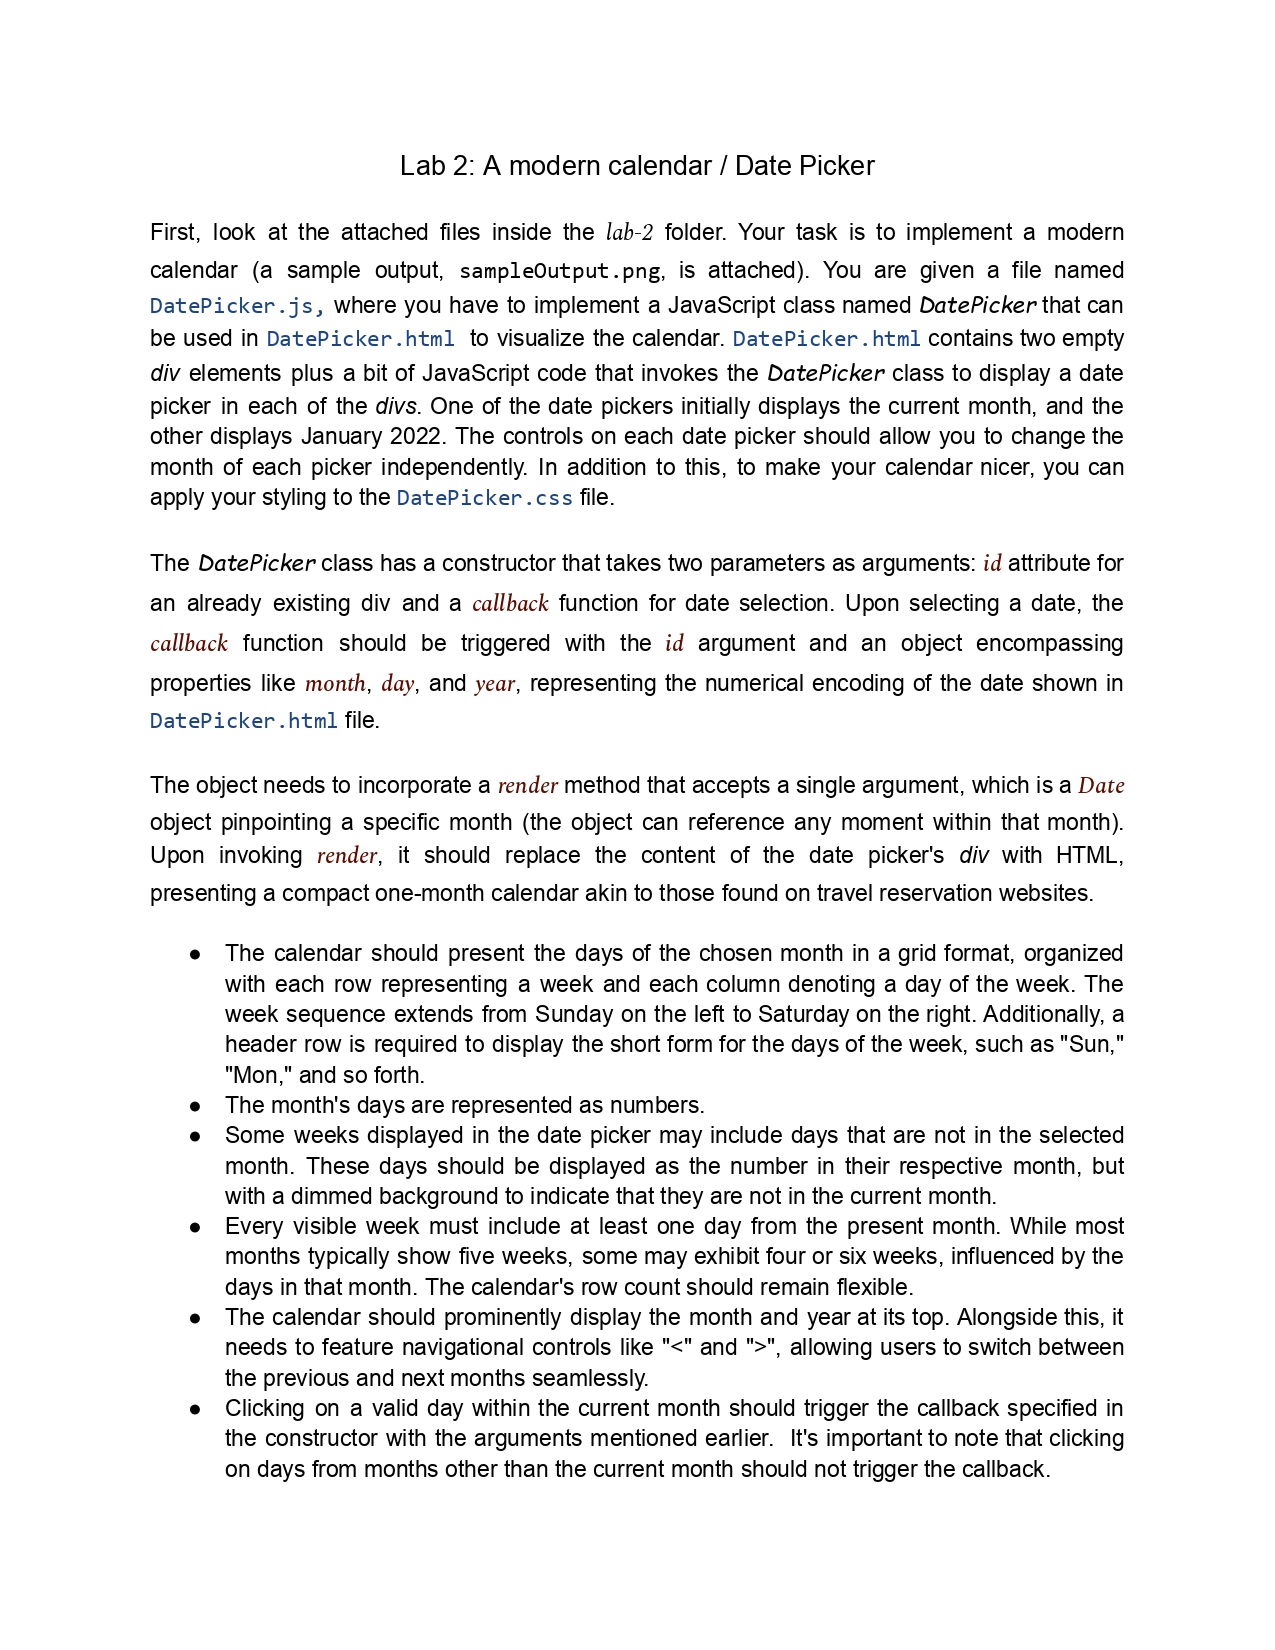 Lab 2: A modern calendar / Date Picker
First, look at the attached files inside the lab-2 folder. Your task is to implement a modern
calendar (a sample output, sampleOutput.png, is attached). You are given a file named
DatePicker.js, where you have to implement a JavaScript class named DatePicker that can
be used in DatePicker.html to visualize the calendar. DatePicker.html contains two empty
div elements plus a bit of JavaScript code that invokes the DatePicker class to display a date
picker in each of the divs. One of the date pickers initially displays the current month, and the
other displays January 2022. The controls on each date picker should allow you to change the
month of each picker independently. In addition to this, to make your calendar nicer, you can
apply your styling to the DatePicker.css file.
The DatePicker class has a constructor that takes two parameters as arguments: id attribute for
an already existing div and a callback function for date selection. Upon selecting a date, the
callback function should be triggered with the id argument and an object encompassing
properties like month, day, and year, representing the numerical encoding of the date shown in
DatePicker.html file.
The object needs to incorporate a render method that accepts a single argument, which is a Date
object pinpointing a specific month (the object can reference any moment within that month).
Upon invoking render, it should replace the content of the date picker's div with HTML,
presenting a compact one-month calendar akin to those found on travel reservation websites.
● The calendar should present the days of the chosen month in a grid format, organized
with each row representing a week and each column denoting a day of the week. The
week sequence extends from Sunday on the left to Saturday on the right. Additionally, a
header row is required to display the short form for the days of the week, such as "Sun,"
"Mon," and so forth.
● The month's days are represented as numbers.
● Some weeks displayed in the date picker may include days that are not in the selected
month. These days should be displayed as the number in their respective month, but
with a dimmed background to indicate that they are not in the current month.
● Every visible week must include at least one day from the present month. While most
months typically show five weeks, some may exhibit four or six weeks, influenced by the
days in that month. The calendar's row count should remain flexible.
● The calendar should prominently display the month and year at its top. Alongside this, it
needs to feature navigational controls like "<" and ">", allowing users to switch between
the previous and next months seamlessly.
● Clicking on a valid day within the current month should trigger the callback specified in
the constructor with the arguments mentioned earlier. It's important to note that clicking
on days from months other than the current month should not trigger the callback.